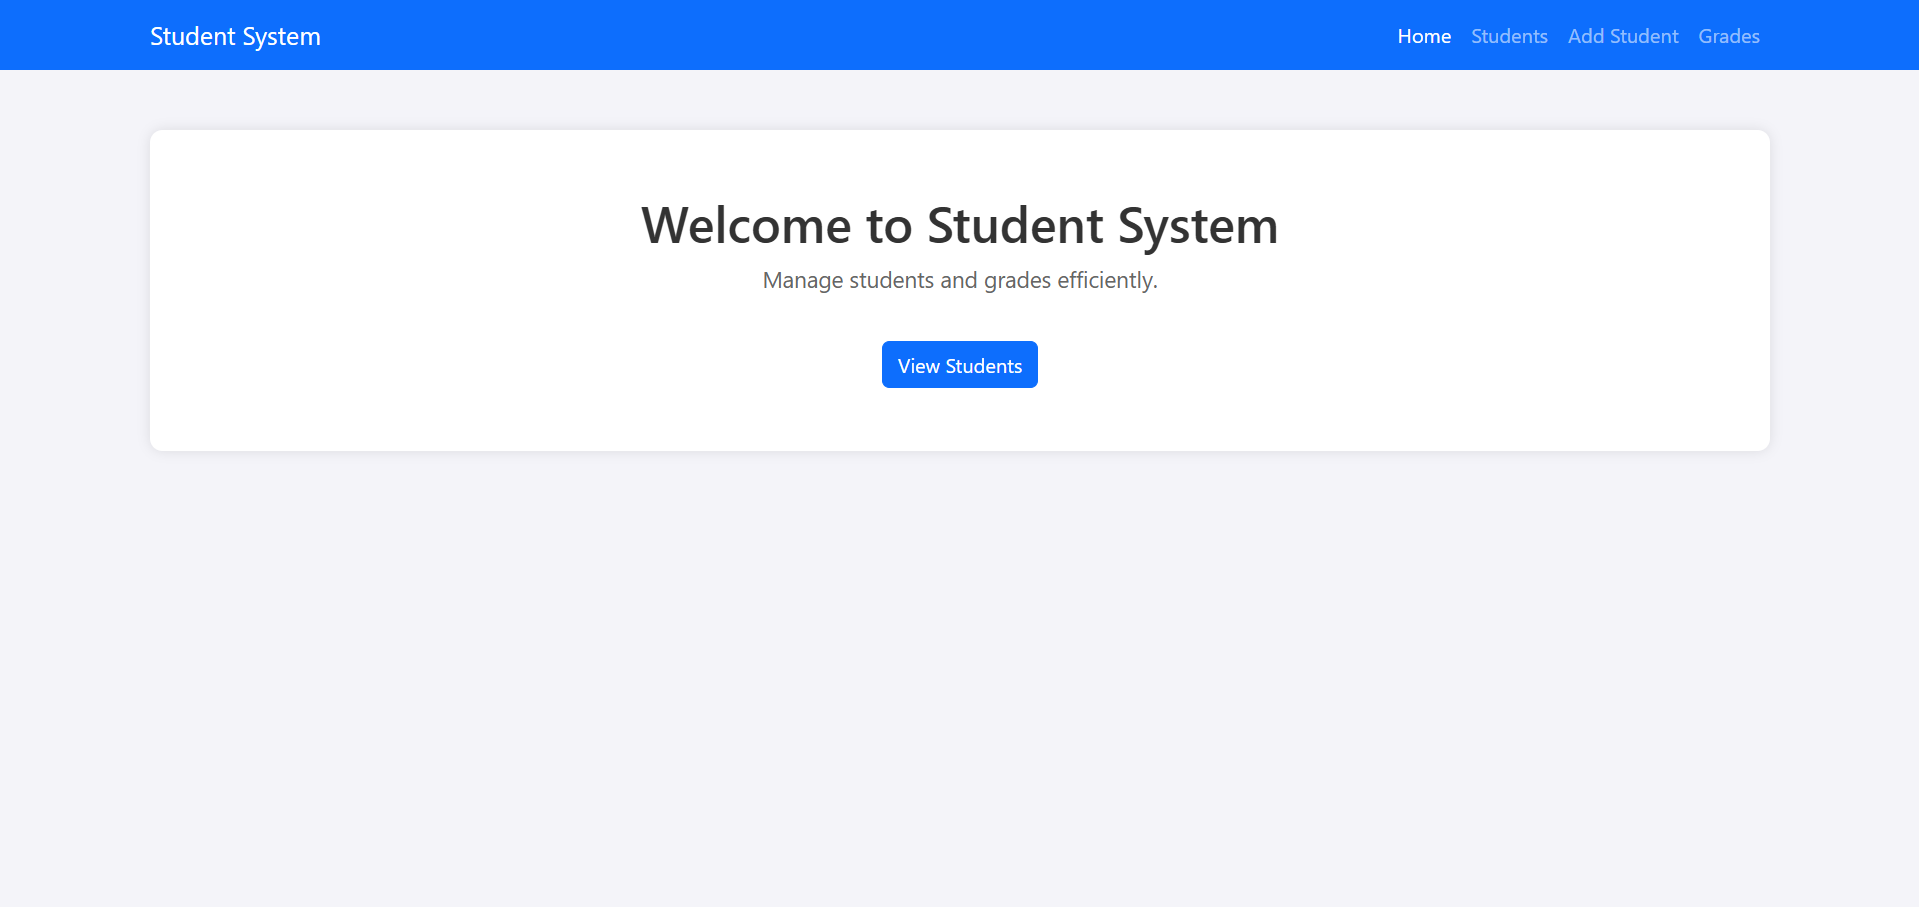 Student System
Home Students Add Student Grades
Welcome to Student System
Manage students and grades efficiently.
View Students